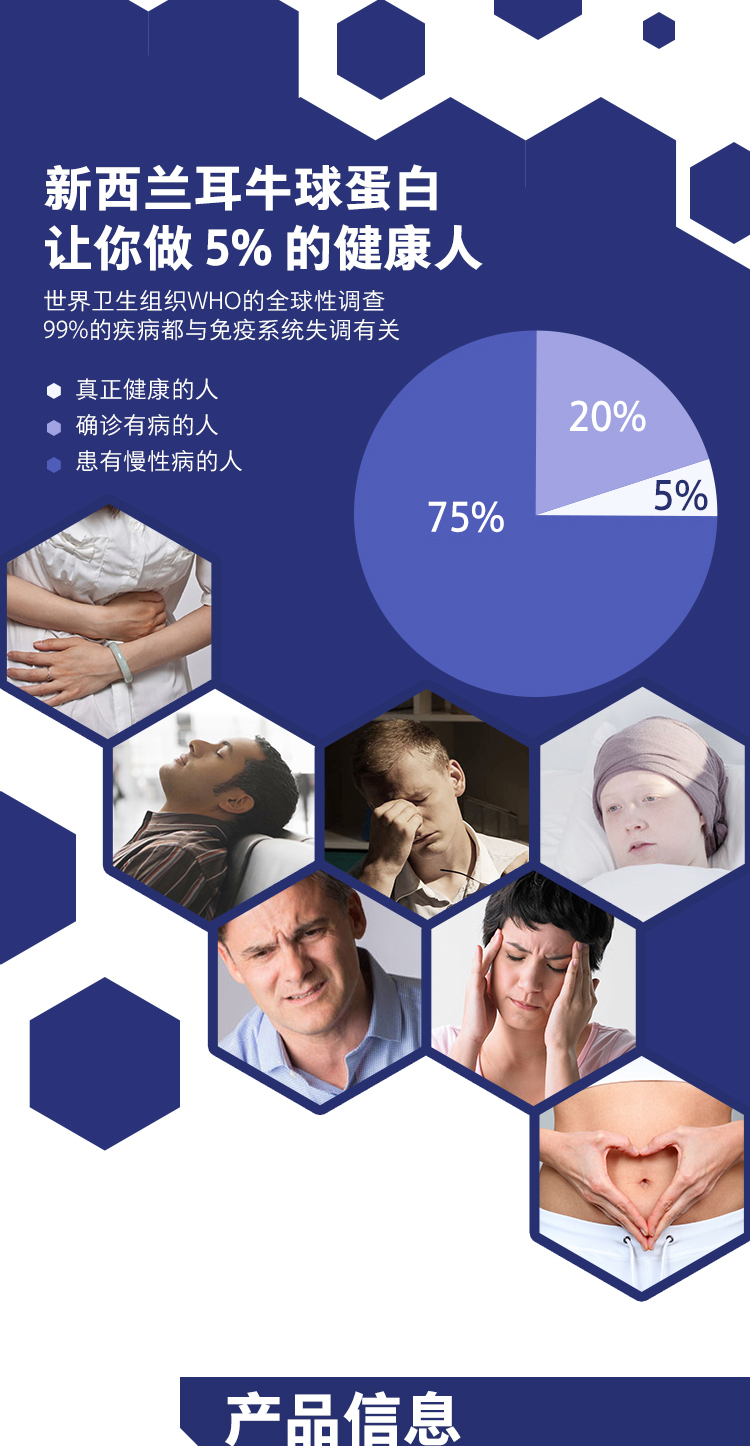 新西兰耳牛球蛋白
让你做 5% 的健康人
世界卫生组织WHO的全球性调查
99%的疾病都与免疫系统失调有关
真正健康的人
确诊有病的人
患有慢性病的人
20%
5%
75%
产品信息